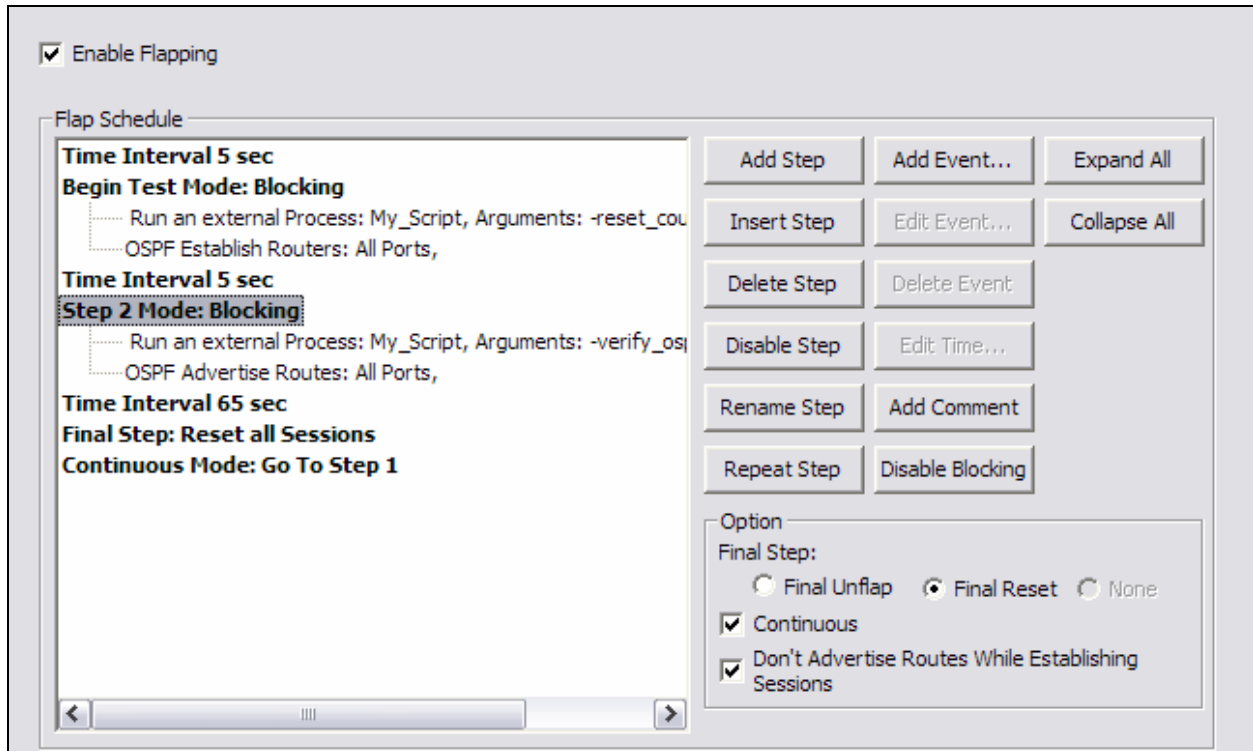 Enable Flapping
Flap Schedule
Time Interval 5 sec
Begin Test Mode: Blocking
Run an external Process: My_Script, Arguments: -reset_cou
OSPF Establish Routers: All Ports,
Time Interval 5 sec
Step 2 Mode: Blocking
Run an external Process: My_Script, Arguments: -verify_osp
OSPF Advertise Routes: All Ports,
Time Interval 65 sec
Final Step: Reset all Sessions
Continuous Mode: Go To Step 1
Add Step Add Event... Expand All
Insert Step Edit Event... Collapse All
Delete Step Delete Event
Disable Step Edit Time...
Rename Step Add Comment
Repeat Step Disable Blocking
Option
Final Step:
Final Unflap Final Reset None
Continuous
Don't Advertise Routes While Establishing
Sessions